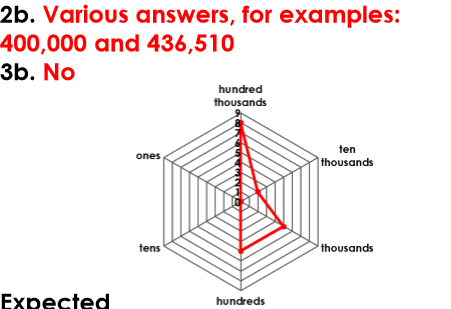 2b. Various answers, for examples:
400,000 and 436,510
3b. No
hundred
thousands
9
8
7
6
5
4
3
2
1
0
ones
ten
thousands
tens
thousands
hundreds
Expected